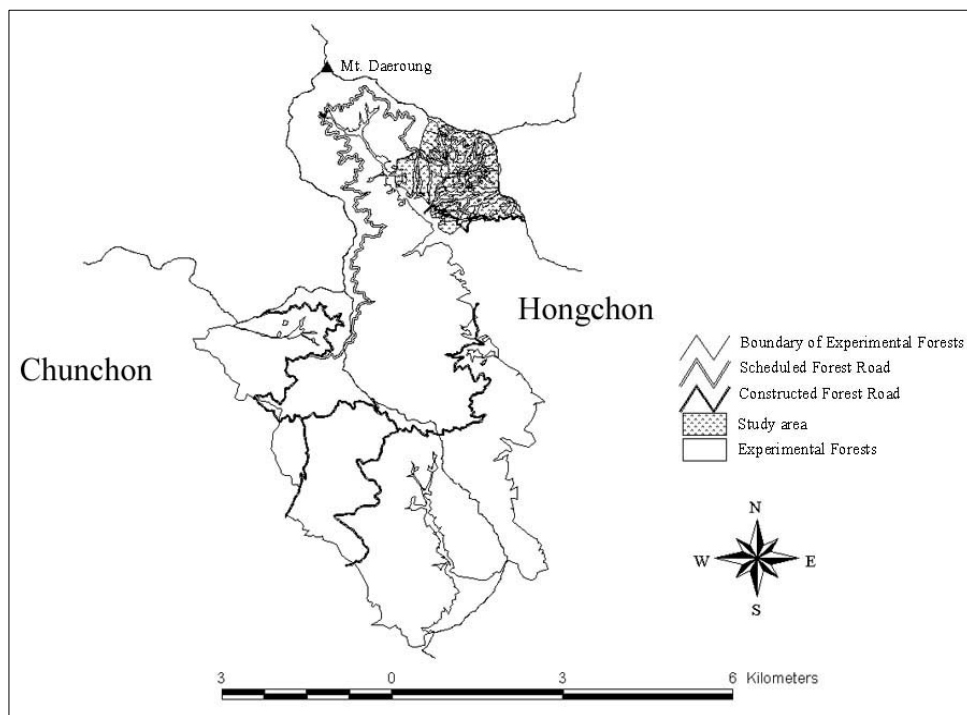 Mt. Daeroung
Hongchon
Chunchon
Boundary of Experimental Forests
Scheduled Forest Road
Constructed Forest Road
Study area
Experimental Forests
N
W E
S
3 0 3 6 Kilometers